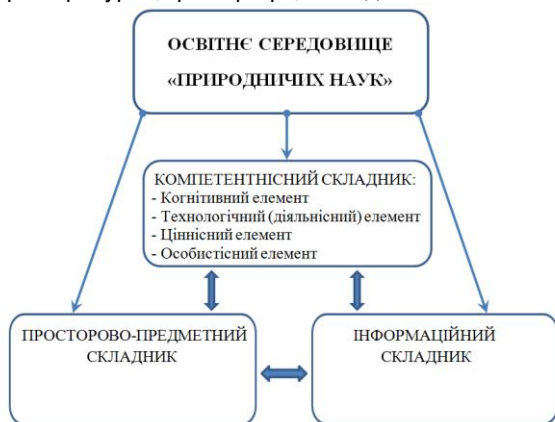 ОСВІТНЄ СЕРЕДОВИЩЕ
«ПРИРОДНИЧИХ НАУК»
КОМПЕТЕНТНІСНИЙ СКЛАДНИК:
- Когнітивний елемент
- Технологічний (діяльнісний) елемент
- Ціннісний елемент
- Особистісний елемент
ПРОСТОРОВО-ПРЕДМЕТНИЙ
СКЛАДНИК
ІНФОРМАЦІЙНИЙ
СКЛАДНИК